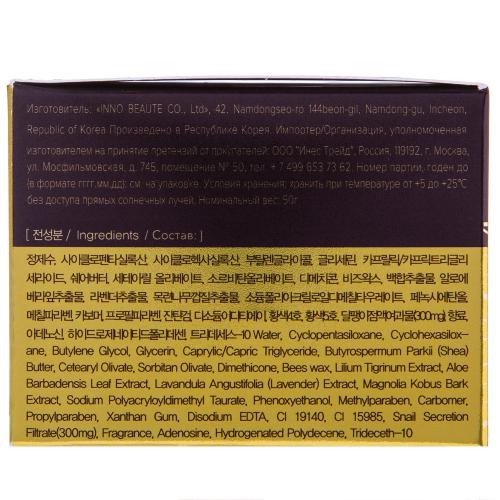 Изготовитель: «INNO BEAUTE CO., Ltd», 42, Namdongseo-ro 144beon-gil, Namdong-gu, Incheon,
Republic of Korea Произведено в Республике Корея. Импортер/Организация, уполномоченная
изготовителем на принятие претензий от покупателей: ООО "Инес Трейд", Россия, 119192, г. Москва,
ул. Мосфильмовская, д. 745, помещение № 50, тел. + 7 499 653 73 62. Номер партии, годен до
(в формате гггг.мм.дд): см. на упаковке. Условия хранения: хранить при температуре от +5 до +25°C
без доступа прямых солнечных лучей. Номинальный вес: 50г
[ 전성분 / Ingredients / Состав: ]
정제수, 사이클로펜타실록산, 사이클로헥사실록산, 부틸렌글라이콜, 글리세린, 카프릴릭/카프릭트리글리
세라이드, 쉐어버터, 세테아릴 올리베이트, 소르비탄올리베이트, 디메치콘, 비즈왁스, 백합추출물, 알로에
베라잎추출물, 라벤더추출물, 목련나무껍질추출물, 소듐폴리아크릴로일디메칠타우레이트, 페녹시에탄올,
메칠파라벤, 카보머, 프로필파라벤, 잔탄검, 디소듐이디티에이, 황색4호, 황색5호, 달팽이점액여과물(300mg) 향료,
아데노신, 하이드로제네이티드폴리데센, 트리데세스-10 Water, Cyclopentasiloxane, Cyclohexasilox-
ane, Butylene Glycol, Glycerin, Caprylic/Capric Triglyceride, Butyrospermum Parkii (Shea)
Butter, Cetearyl Olivate, Sorbitan Olivate, Dimethicone, Bees wax, Lilium Tigrinum Extract, Aloe
Barbadensis Leaf Extract, Lavandula Angustifolia (Lavender) Extract, Magnolia Kobus Bark
Extract, Sodium Polyacryloyldimethyl Taurate, Phenoxyethanol, Methylparaben, Carbomer,
Propylparaben, Xanthan Gum, Disodium EDTA, CI 19140, CI 15985, Snail Secretion
Filtrate(300mg), Fragrance, Adenosine, Hydrogenated Polydecene, Trideceth-10